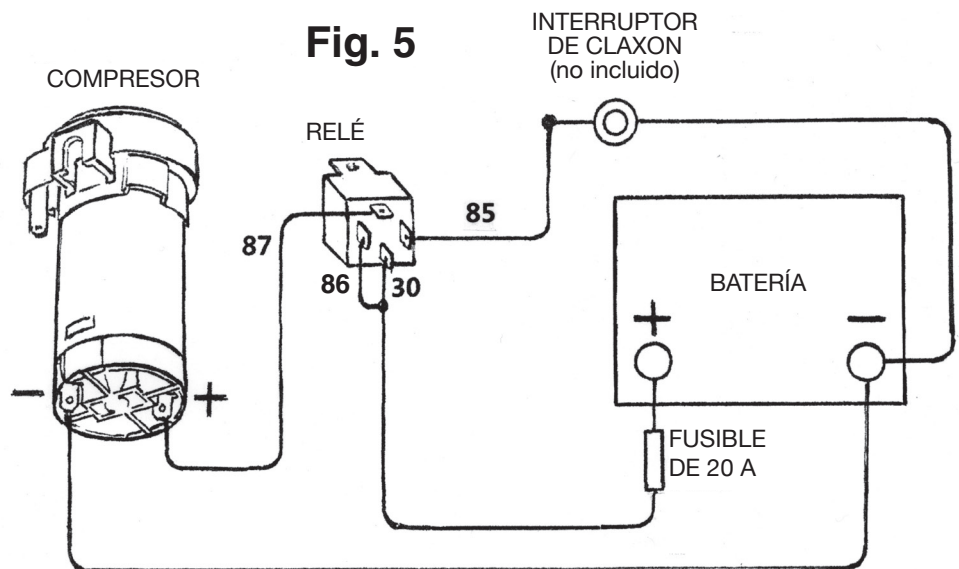 Fig. 5
INTERRUPTOR
DE CLAXON
(no incluido)
COMPRESOR
RELÉ
85
87
86
30
BATERÍA
+
−
−
+
FUSIBLE
DE 20 A